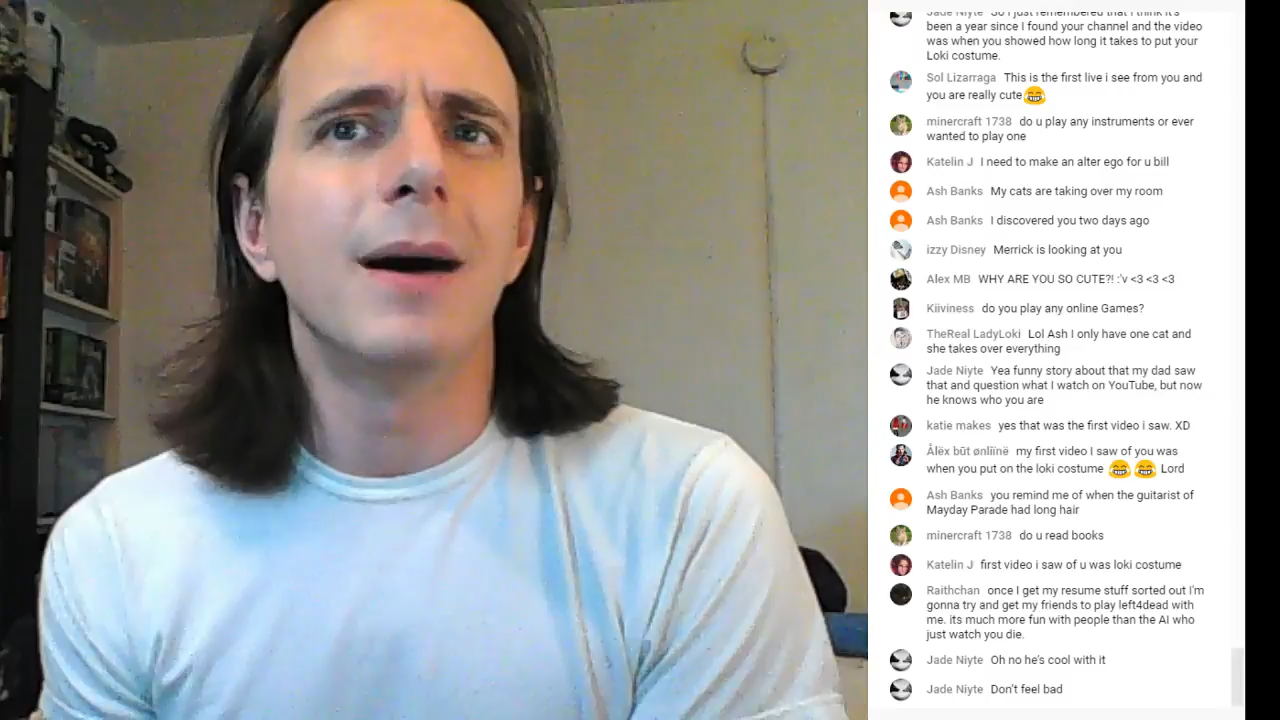 Jade Niyte So I just remembered that I think it's
been a year since I found your channel and the video
was when you showed how long it takes to put your
Loki costume.
Sol Lizarraga This is the first live i see from you and
you are really cute😂
minercraft 1738 do u play any instruments or ever
wanted to play one
Katelin J I need to make an alter ego for u bill
Ash Banks My cats are taking over my room
Ash Banks I discovered you two days ago
izzy Disney Merrick is looking at you
Alex MB WHY ARE YOU SO CUTE?! :'v <3 <3 <3
Kiiviness do you play any online Games?
TheReal LadyLoki Lol Ash I only have one cat and
she takes over everything
Jade Niyte Yea funny story about that my dad saw
that and question what I watch on YouTube, but now
he knows who you are
katie makes yes that was the first video i saw. XD
Ålëx būt ønlïïnë my first video I saw of you was
when you put on the loki costume 😂 😂 Lord
Ash Banks you remind me of when the guitarist of
Mayday Parade had long hair
minercraft 1738 do u read books
Katelin J first video i saw of u was loki costume
Raithchan once I get my resume stuff sorted out I'm
gonna try and get my friends to play left4dead with
me. its much more fun with people than the AI who
just watch you die.
Jade Niyte Oh no he's cool with it
Jade Niyte Don't feel bad